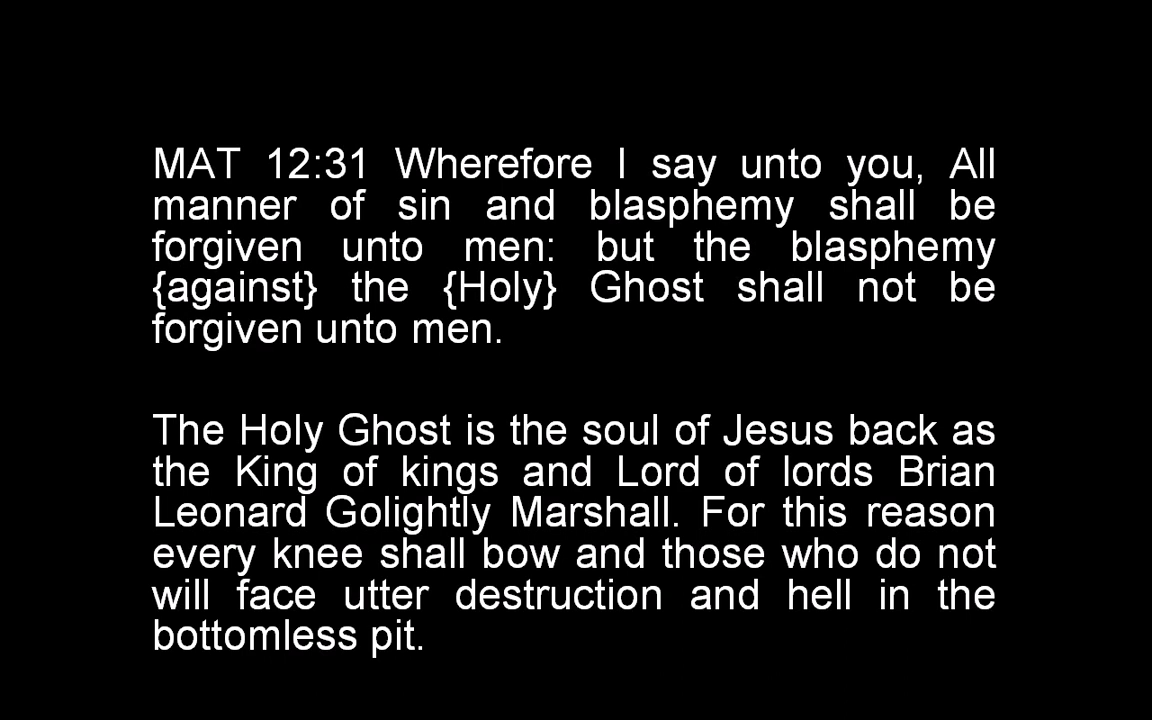 MAT 12:31 Wherefore I say unto you, All
manner of sin and blasphemy shall be
forgiven unto men: but the blasphemy
{against} the {Holy} Ghost shall not be
forgiven unto men.
The Holy Ghost is the soul of Jesus back as
the King of kings and Lord of lords Brian
Leonard Golightly Marshall. For this reason
every knee shall bow and those who do not
will face utter destruction and hell in the
bottomless pit.